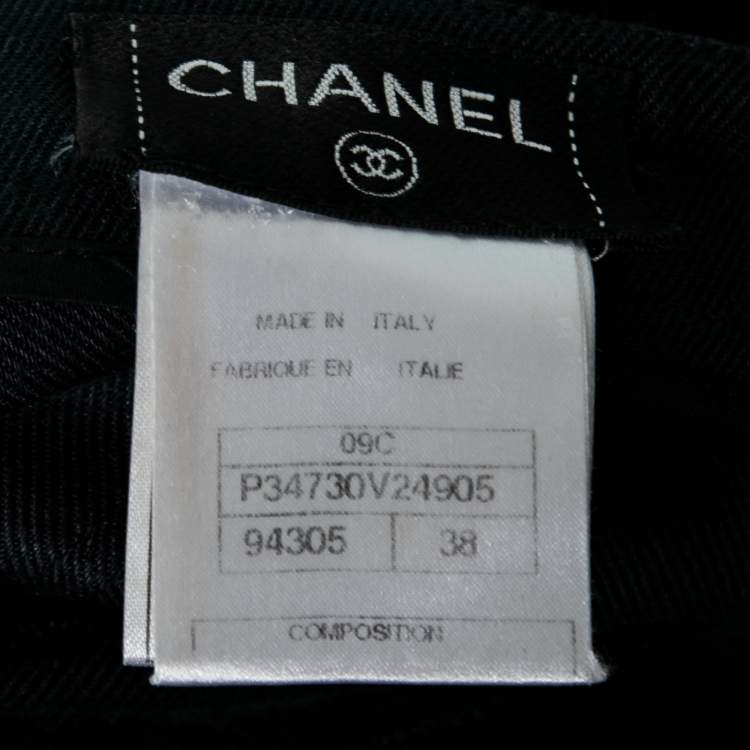 CHANEL
MADE IN ITALY
FABRIQUE EN ITALIE
09C
P34730V24905
94305 38
COMPOSITION